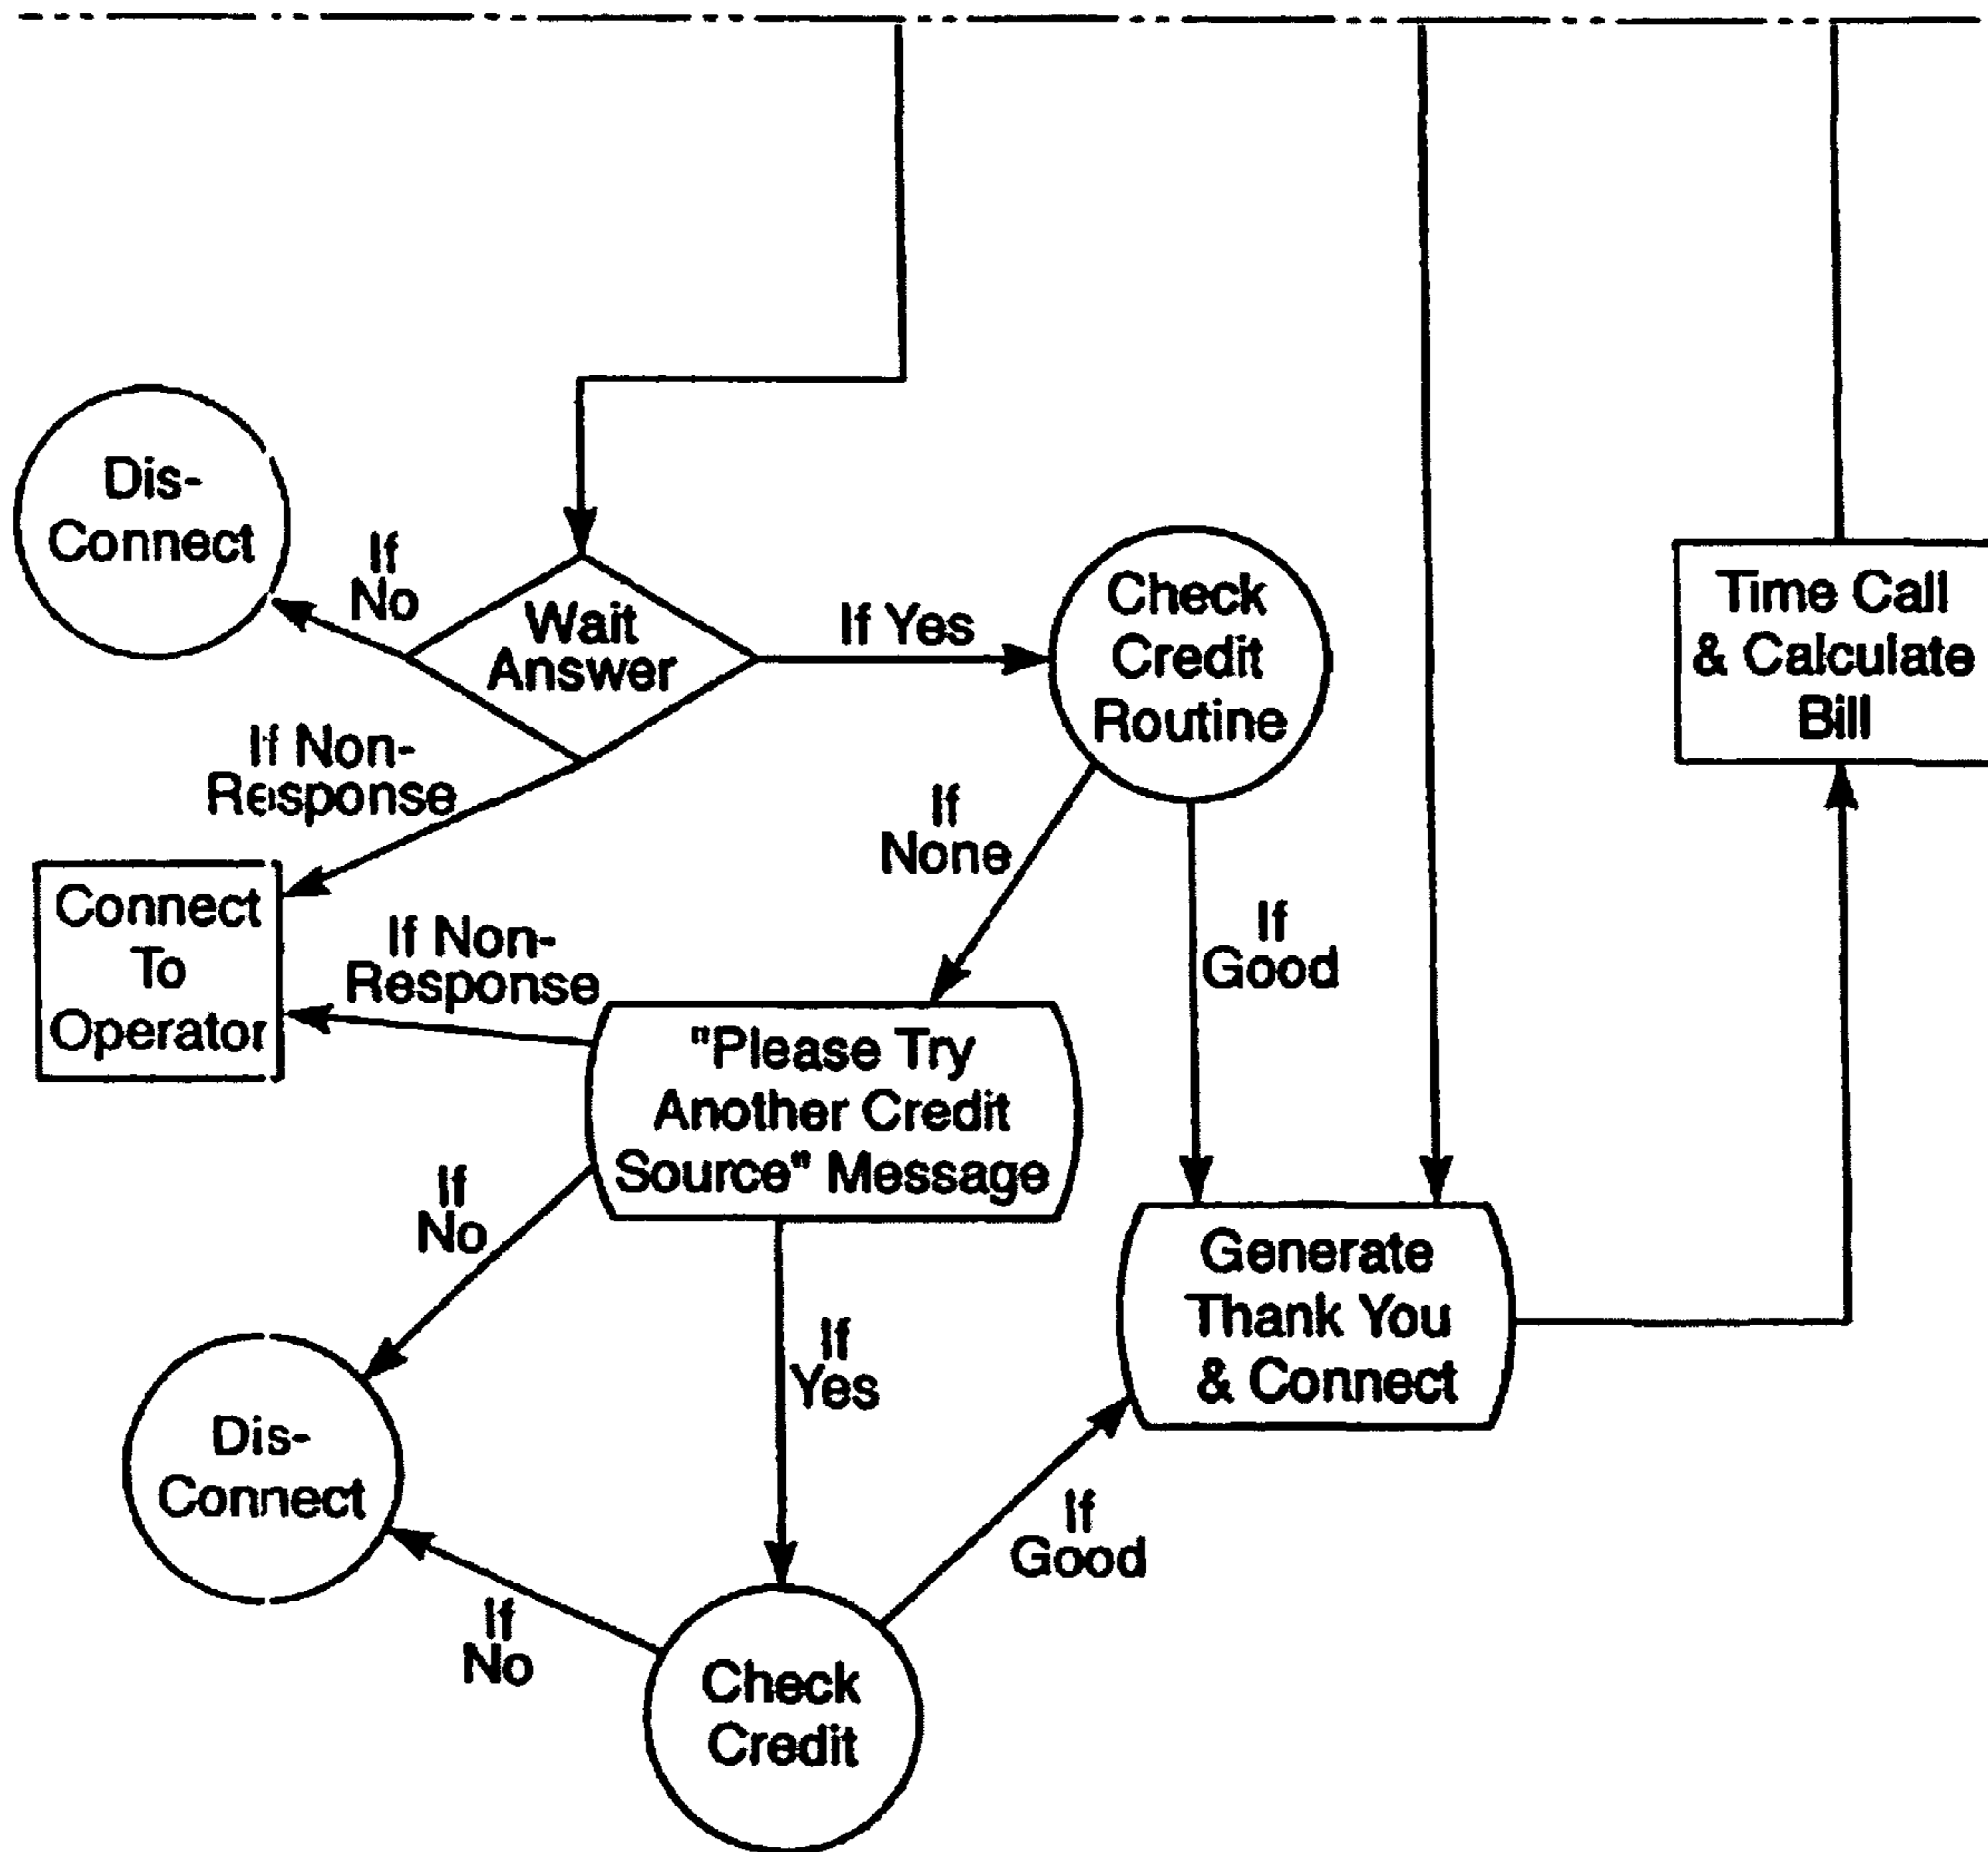 Dis-
Connect
If
No
Wait
Answer
If Yes
Check
Credit
Routine
Time Call
& Calculate
Bill
If Non-
Response
If
None
If
Good
Connect
To
Operator
If Non-
Response
"Please Try
Another Credit
Source" Message
If
No
If
Yes
Generate
Thank You
& Connect
Dis-
Connect
If
No
If
Good
Check
Credit